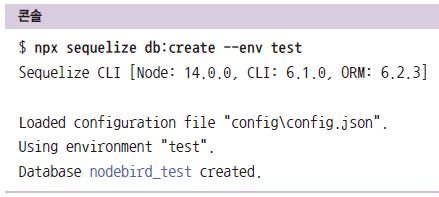 콘솔
$ npx sequelize db:create --env test
Sequelize CLI [Node: 14.0.0, CLI: 6.1.0, ORM: 6.2.3]
Loaded configuration file "config\config.json".
Using environment "test".
Database nodebird_test created.